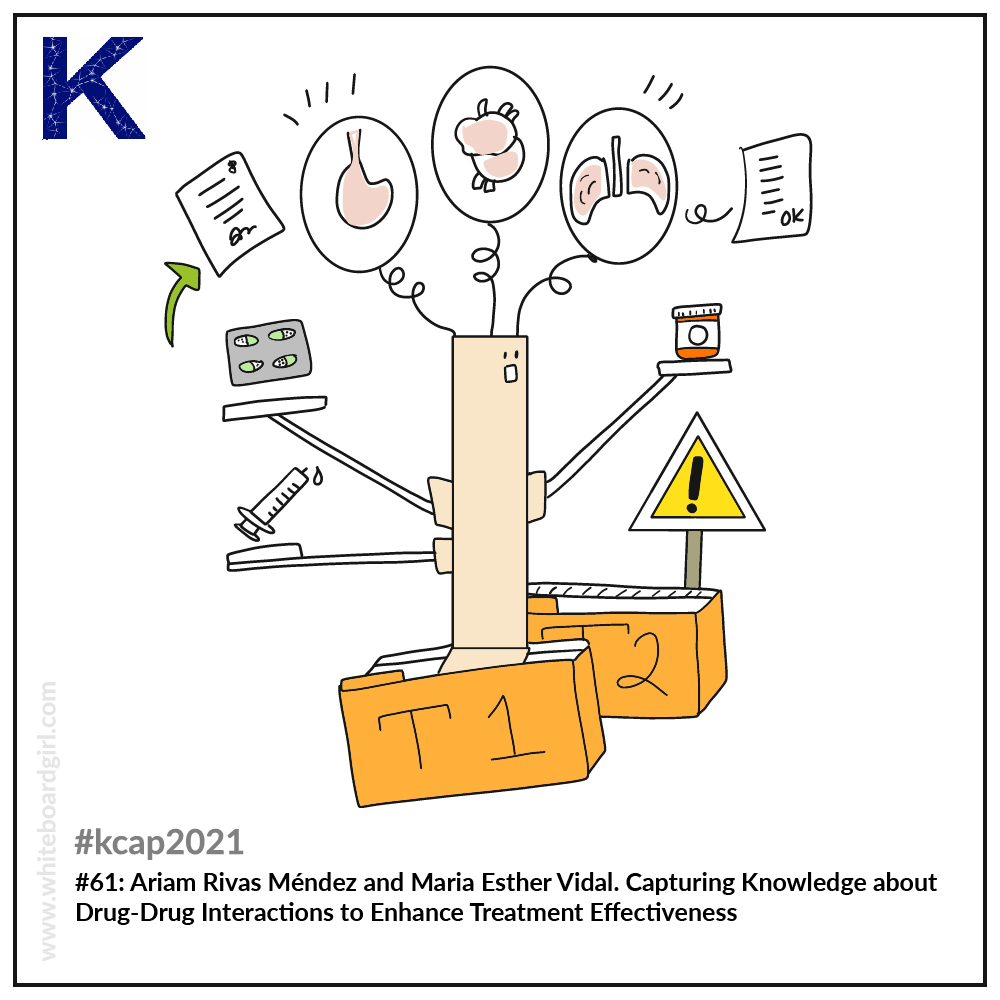 K
OK
T2
T1
www.whiteboardgirl.com
#kcap2021
#61: Ariam Rivas Méndez and Maria Esther Vidal. Capturing Knowledge about
Drug-Drug Interactions to Enhance Treatment Effectiveness